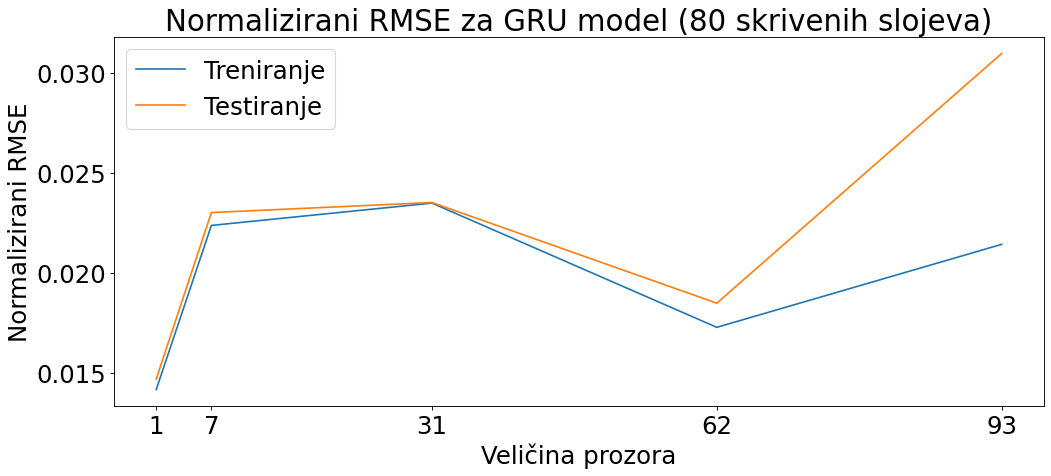 Normalizirani RMSE za GRU model (80 skrivenih slojeva)
Treniranje
Testiranje
Normalizirani RMSE
0.030
0.025
0.020
0.015
1 7 31 62 93
Veličina prozora